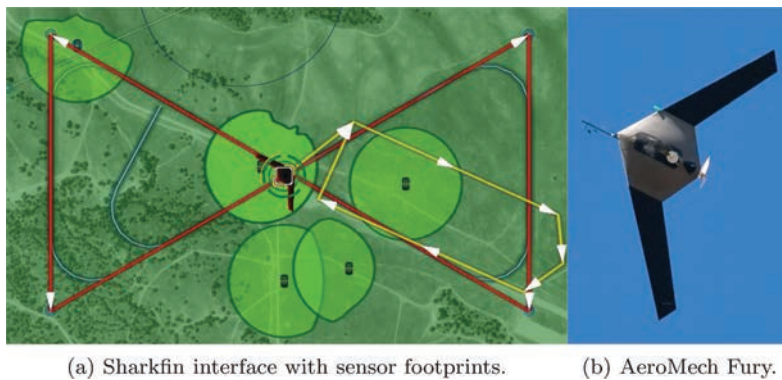 (a) Sharkfin interface with sensor footprints.
(b) AeroMech Fury.